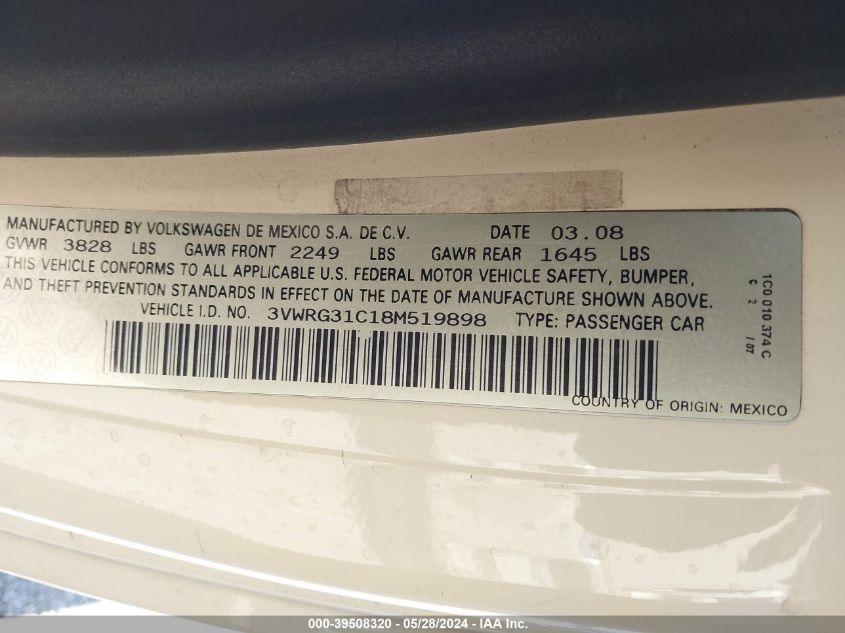 MANUFACTURED BY VOLKSWAGEN DE MEXICO S.A. DE C.V. DATE 03.08
GVWR 3828 LBS GAWR FRONT 2249 LBS GAWR REAR 1645 LBS
THIS VEHICLE CONFORMS TO ALL APPLICABLE U.S. FEDERAL MOTOR VEHICLE SAFETY, BUMPER,
AND THEFT PREVENTION STANDARDS IN EFFECT ON THE DATE OF MANUFACTURE SHOWN ABOVE.
VEHICLE I.D. NO. 3VWRG31C18M519898 TYPE: PASSENGER CAR
COUNTRY OF ORIGIN: MEXICO
1C0 010 374 C
C 2 / 07
000-39508320 / 05/28/2024 - IAA Inc.